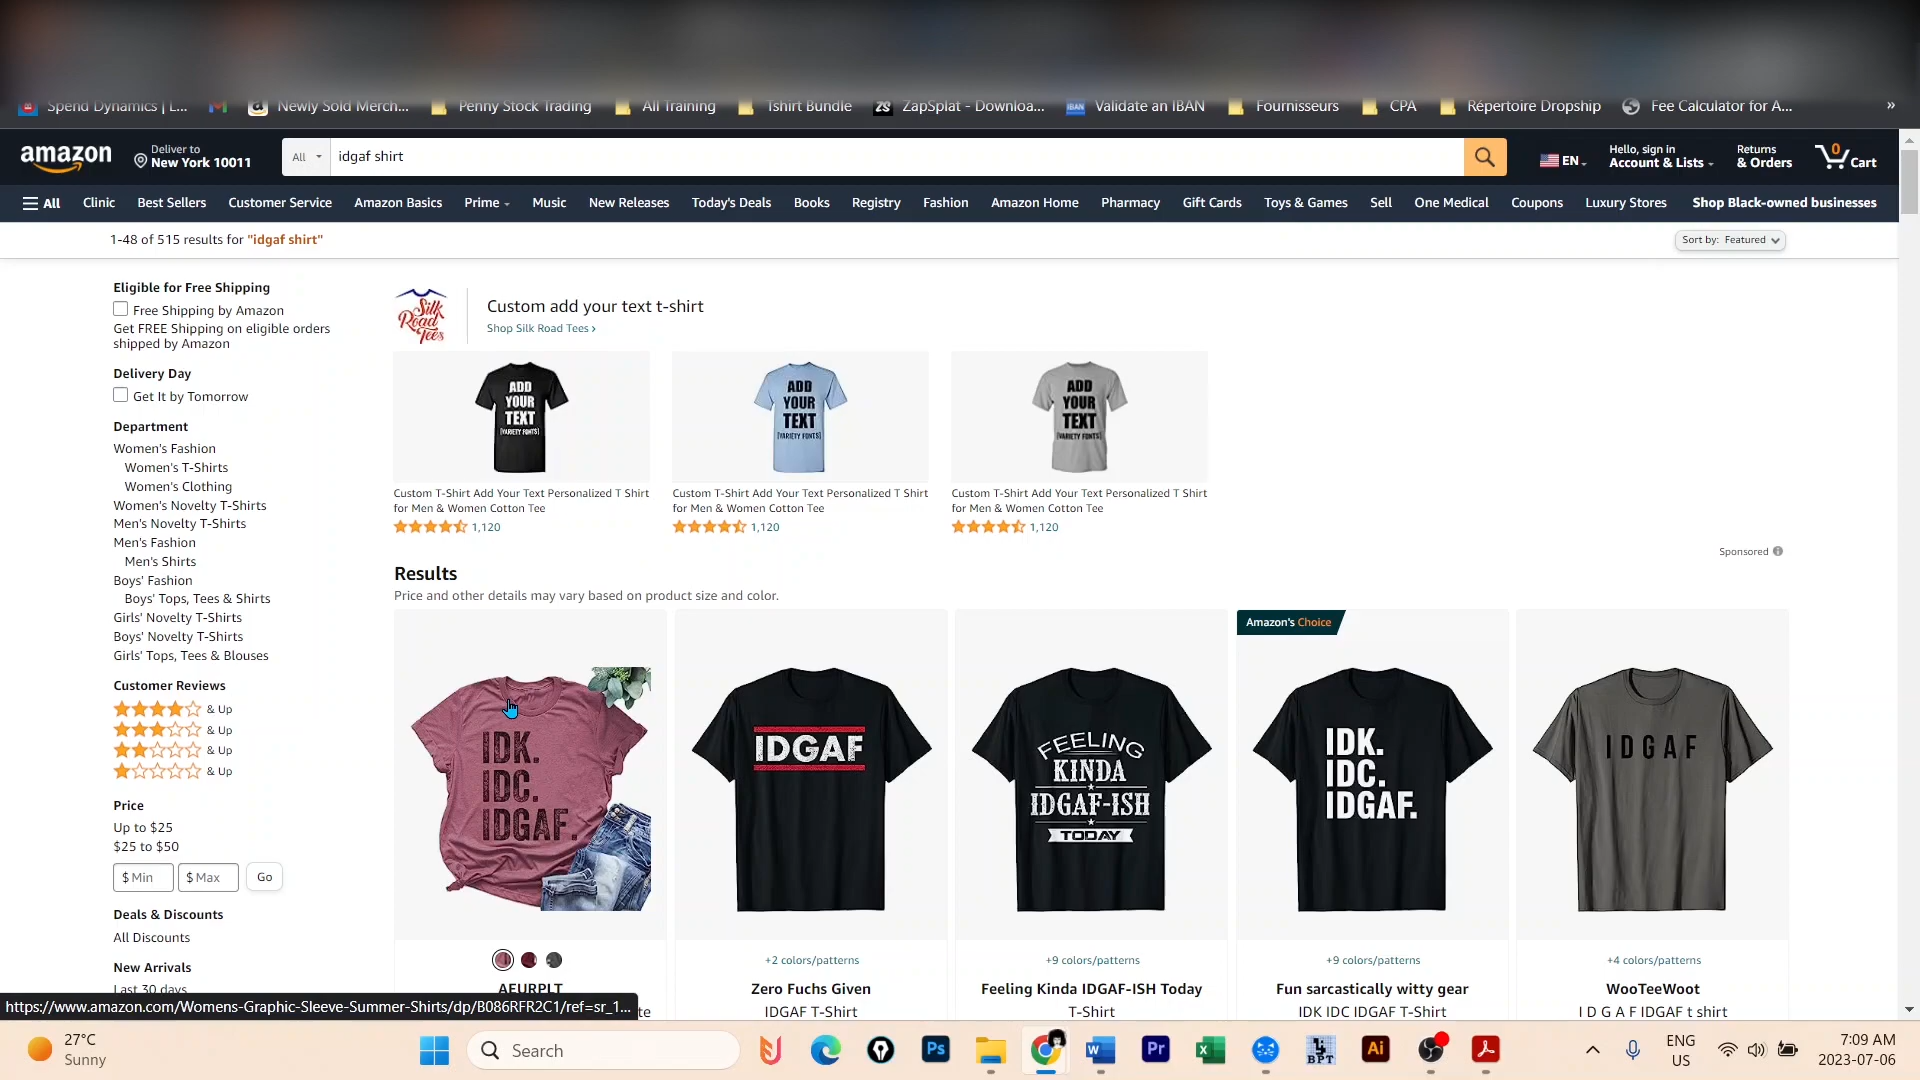 Spend Dynamics | L...
Newly Sold Merch...
Penny Stock Trading
All Training
Tshirt Bundle
ZS
ZapSplat - Downloa...
IBAN
Validate an IBAN
Fournisseurs
CPA
Répertoire Dropship
Fee Calculator for A...
»
amazon
Deliver to
New York 10011
All
idgaf shirt
EN
Hello, sign in
Account & Lists
Returns
& Orders
0
Cart
All
Clinic
Best Sellers
Customer Service
Amazon Basics
Prime
Music
New Releases
Today's Deals
Books
Registry
Fashion
Amazon Home
Pharmacy
Gift Cards
Toys & Games
Sell
One Medical
Coupons
Luxury Stores
Shop Black-owned businesses
1-48 of 515 results for "idgaf shirt"
Sort by: Featured
Eligible for Free Shipping
Free Shipping by Amazon
Get FREE Shipping on eligible orders
shipped by Amazon
Delivery Day
Get It by Tomorrow
Department
Women's Fashion
Women's T-Shirts
Women's Clothing
Women's Novelty T-Shirts
Men's Novelty T-Shirts
Men's Fashion
Men's Shirts
Boys' Fashion
Boys' Tops, Tees & Shirts
Girls' Novelty T-Shirts
Boys' Novelty T-Shirts
Girls' Tops, Tees & Blouses
Customer Reviews
& Up
& Up
& Up
& Up
Price
Up to $25
$25 to $50
$ Min
$ Max
Go
Deals & Discounts
All Discounts
New Arrivals
Last 30 days
Silk
Road
Tees
Custom add your text t-shirt
Shop Silk Road Tees ›
ADD
YOUR
TEXT
[VARIETY FONTS]
ADD
YOUR
TEXT
[VARIETY FONTS]
ADD
YOUR
TEXT
[VARIETY FONTS]
Custom T-Shirt Add Your Text Personalized T Shirt
for Men & Women Cotton Tee
1,120
Custom T-Shirt Add Your Text Personalized T Shirt
for Men & Women Cotton Tee
1,120
Custom T-Shirt Add Your Text Personalized T Shirt
for Men & Women Cotton Tee
1,120
Sponsored
Results
Price and other details may vary based on product size and color.
IDK.
IDC.
IDGAF.
IDGAF
FEELING
KINDA
IDGAF-ISH
TODAY
Amazon's Choice
IDK.
IDC.
IDGAF.
IDGAF
+2 colors/patterns
+9 colors/patterns
+9 colors/patterns
+4 colors/patterns
AEURPLT
Zero Fuchs Given
IDGAF T-Shirt
Feeling Kinda IDGAF-ISH Today
T-Shirt
Fun sarcastically witty gear
IDK IDC IDGAF T-Shirt
WooTeeWoot
I D G A F IDGAF t shirt
https://www.amazon.com/Womens-Graphic-Sleeve-Summer-Shirts/dp/B086RFR2C1/ref=sr_1...
te
27°C
Sunny
Search
Ps
W
Pr
X
BPT
Ai
ENG
US
7:09 AM
2023-07-06